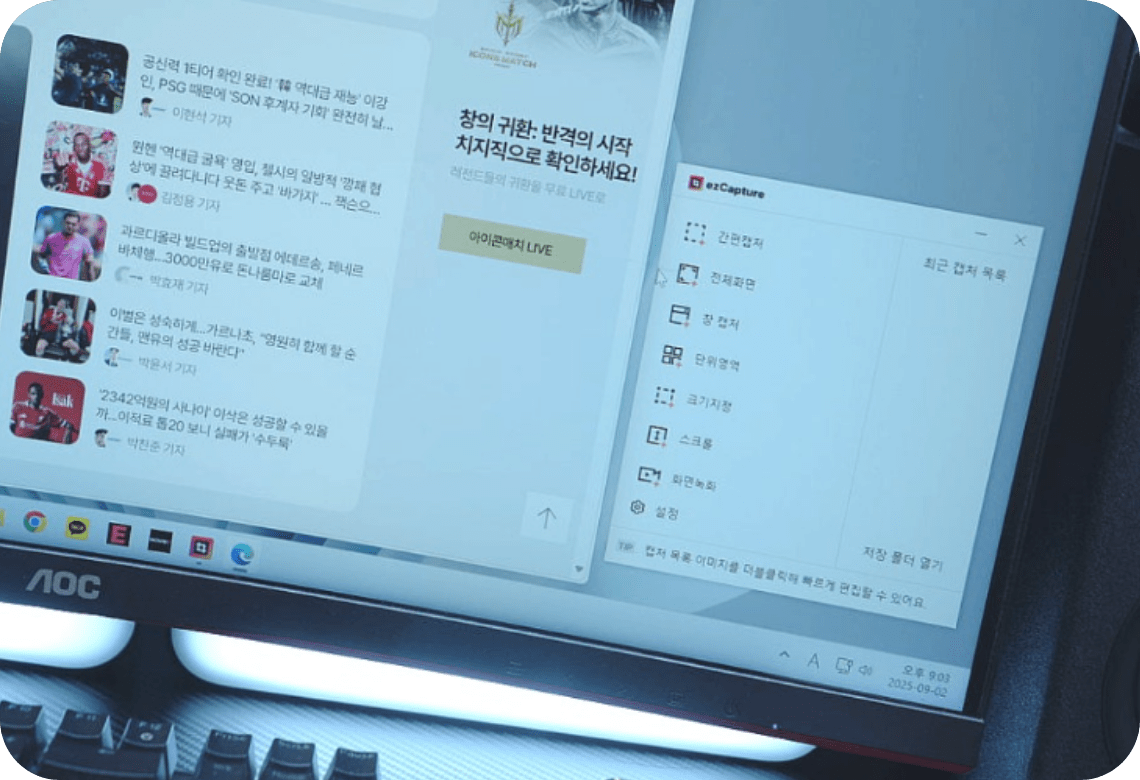 공신력 1티어 확인 완료! '韓 역대급 재능' 이강
인, PSG 때문에 'SON 후계자 기회' 완전히 날...
이현석 기자
원헨 '역대급 굴욕' 영입, 첼시의 일방적 '깡패 협
상'에 끌려다니다 웃돈 주고 '바가지'... 잭슨으...
김정용 기자
과르디올라 빌드업의 출발점 에데르송, 페네르
바체행...3000만유로 돈나룸마로 교체
박효재 기자
이별은 성숙하게...가르나초, "영원히 함께 할 순
간들, 맨유의 성공 바란다"
박윤서 기자
'2342억원의 사나이' 이삭은 성공할 수 있을
까...이적료 톱20 보니 실패가 '수두룩'
박찬준 기자
Isak
ICONS MATCH
창의 귀환: 반격의 시작
치지직으로 확인하세요!
레전드들의 귀환을 무료 LIVE로
아이콘매치 LIVE
ezCapture
간편캡처
전체화면
창 캡처
단위영역
크기지정
스크롤
화면녹화
설정
최근 캡처 목록
저장 폴더 열기
TIP 캡처 목록 이미지를 더블클릭해 빠르게 편집할 수 있어요.
TALK
E
A
오후 9:03
2025-09-02
AOC